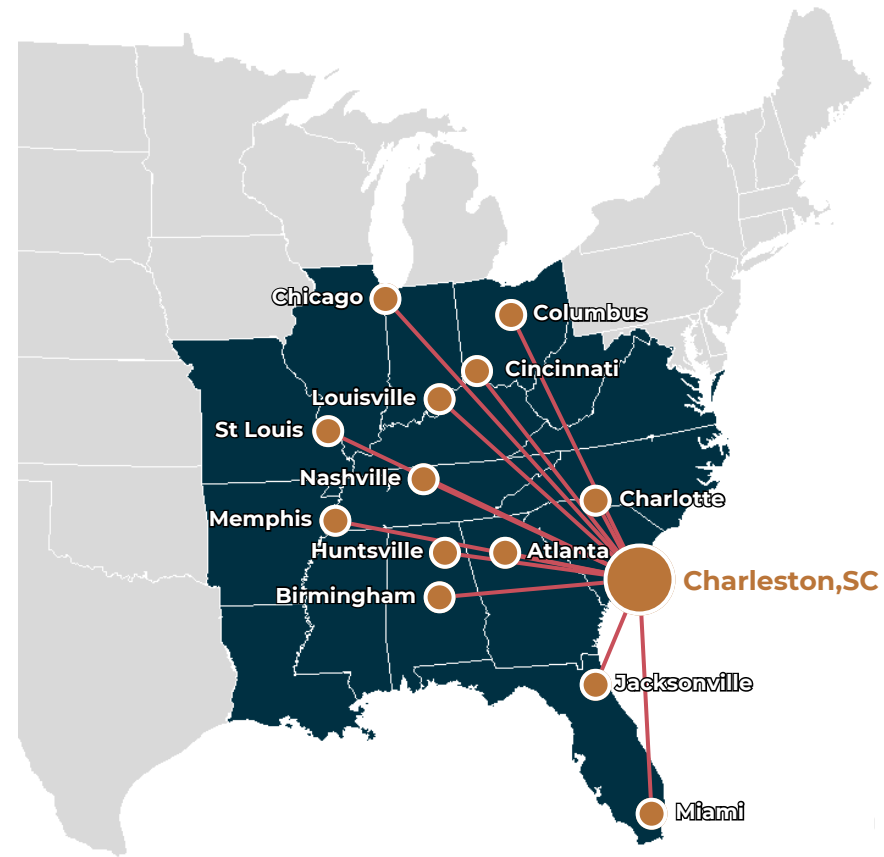 Chicago
Columbus
Cincinnati
Louisville
St Louis
Nashville
Charlotte
Memphis
Huntsville
Atlanta
Charleston,SC
Birmingham
Jacksonville
Miami